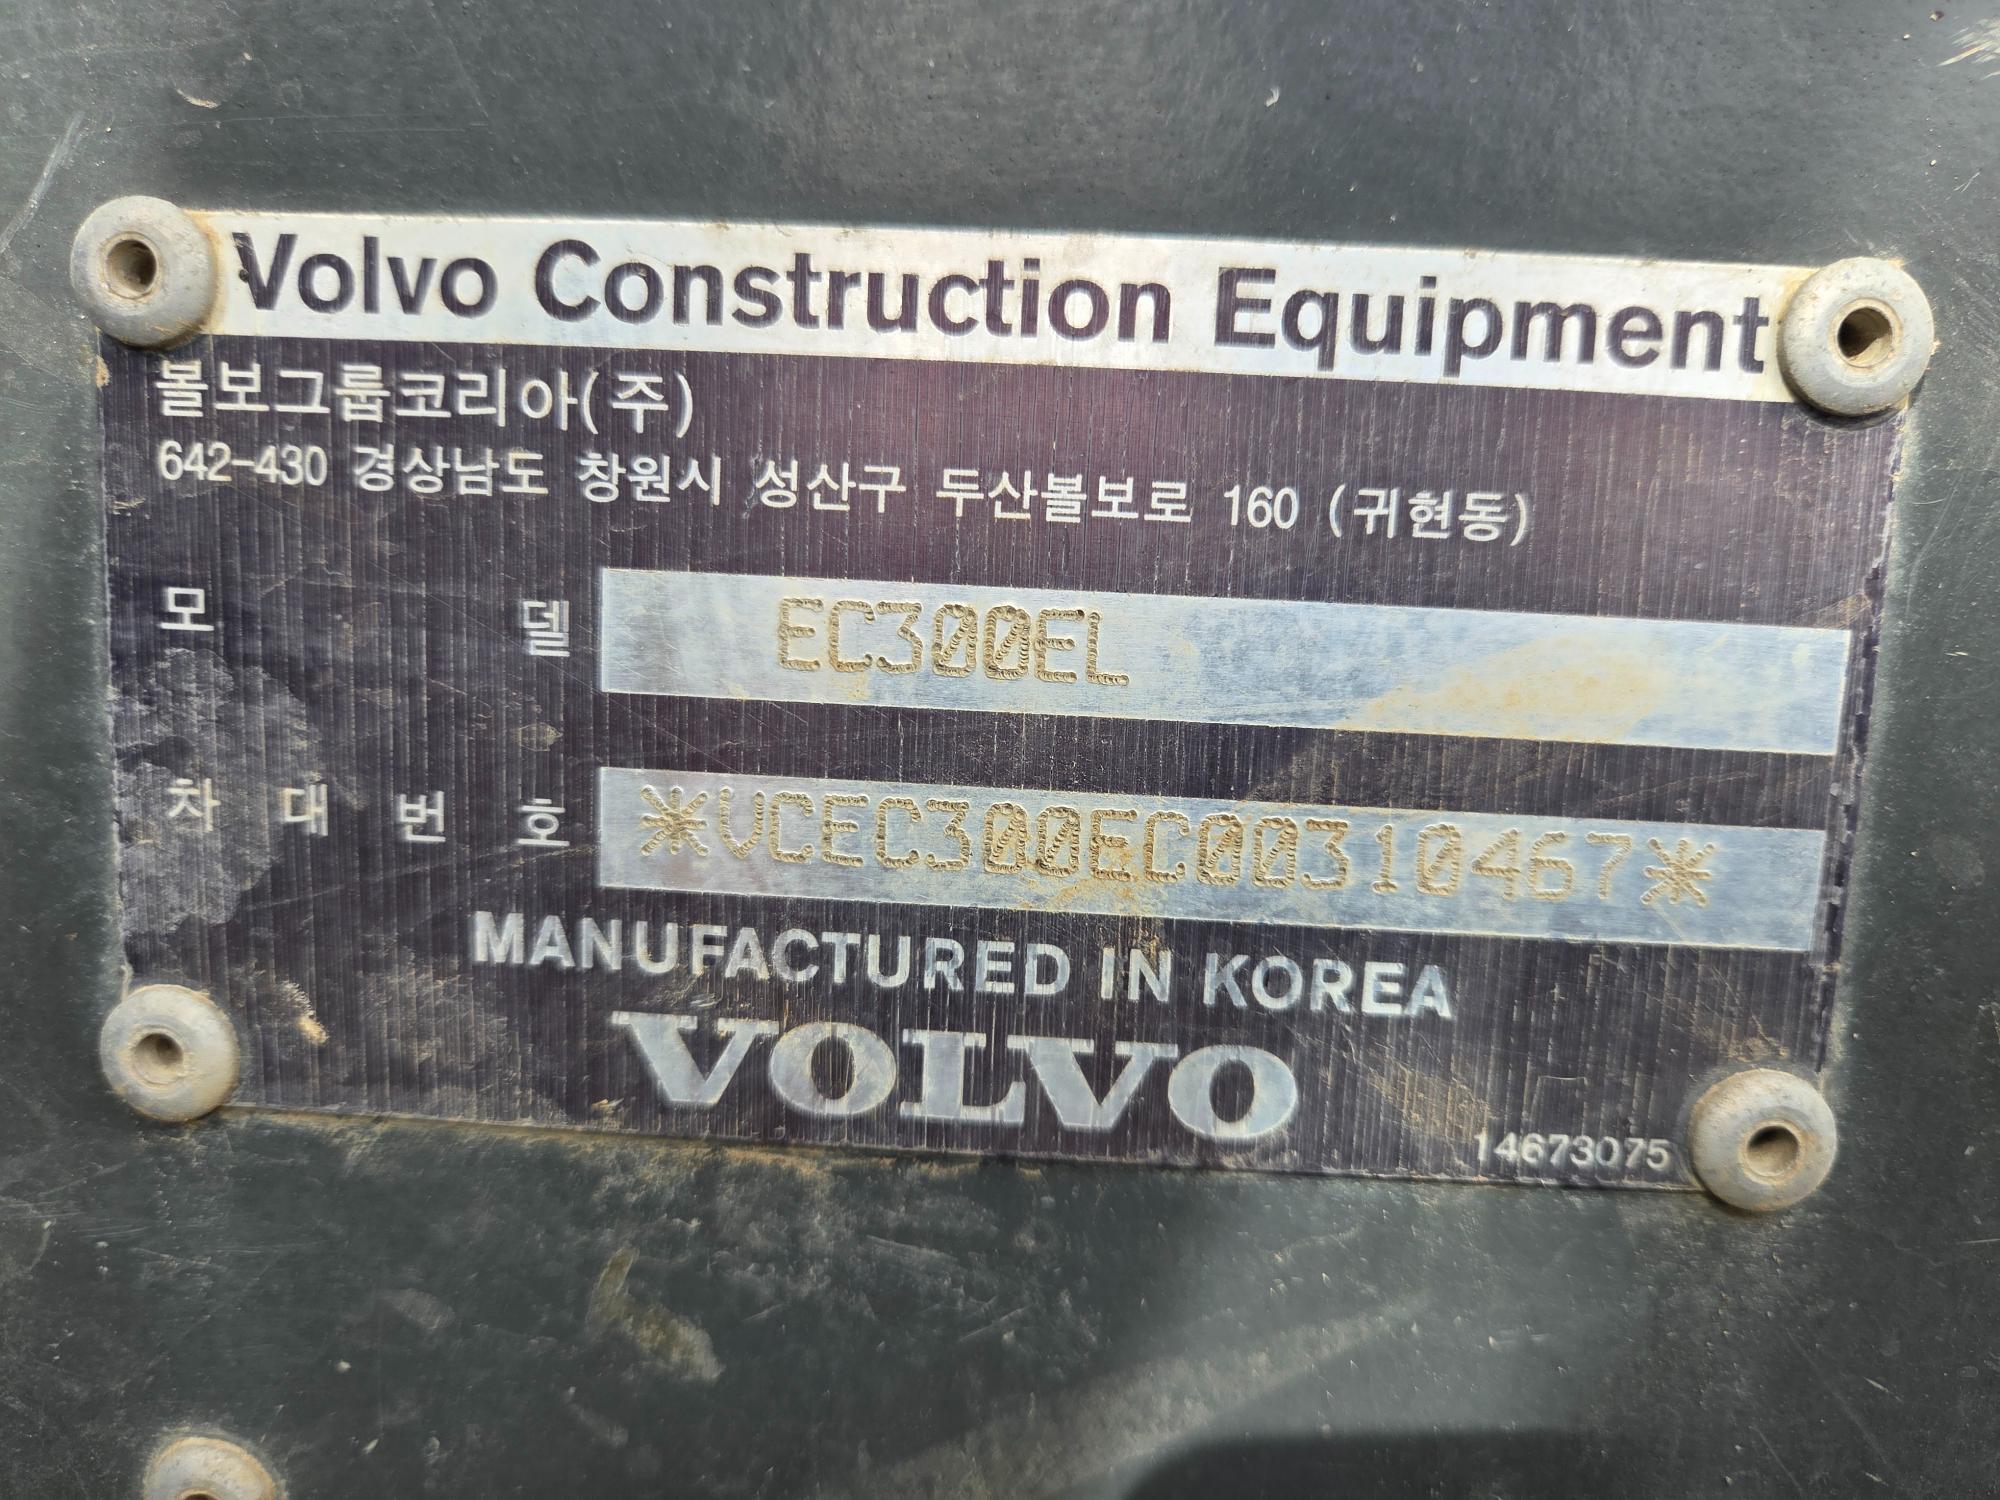 Volvo Construction Equipment
볼보그룹코리아(주)
642-430 경상남도 창원시 성산구 두산볼보로 160 (귀현동)
모 델 EC300EL
차 대 번 호 *VCEC300EC00310467*
MANUFACTURED IN KOREA
VOLVO
14673075